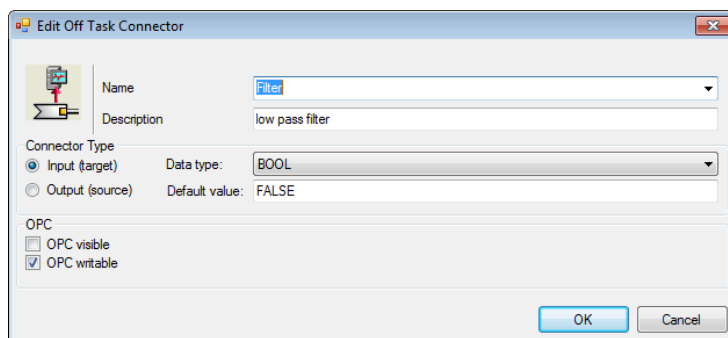 Edit Off Task Connector
Name
Filter
Description
low pass filter
Connector Type
Input (target)
Data type:
BOOL
Output (source)
Default value:
FALSE
OPC
OPC visible
OPC writable
OK
Cancel